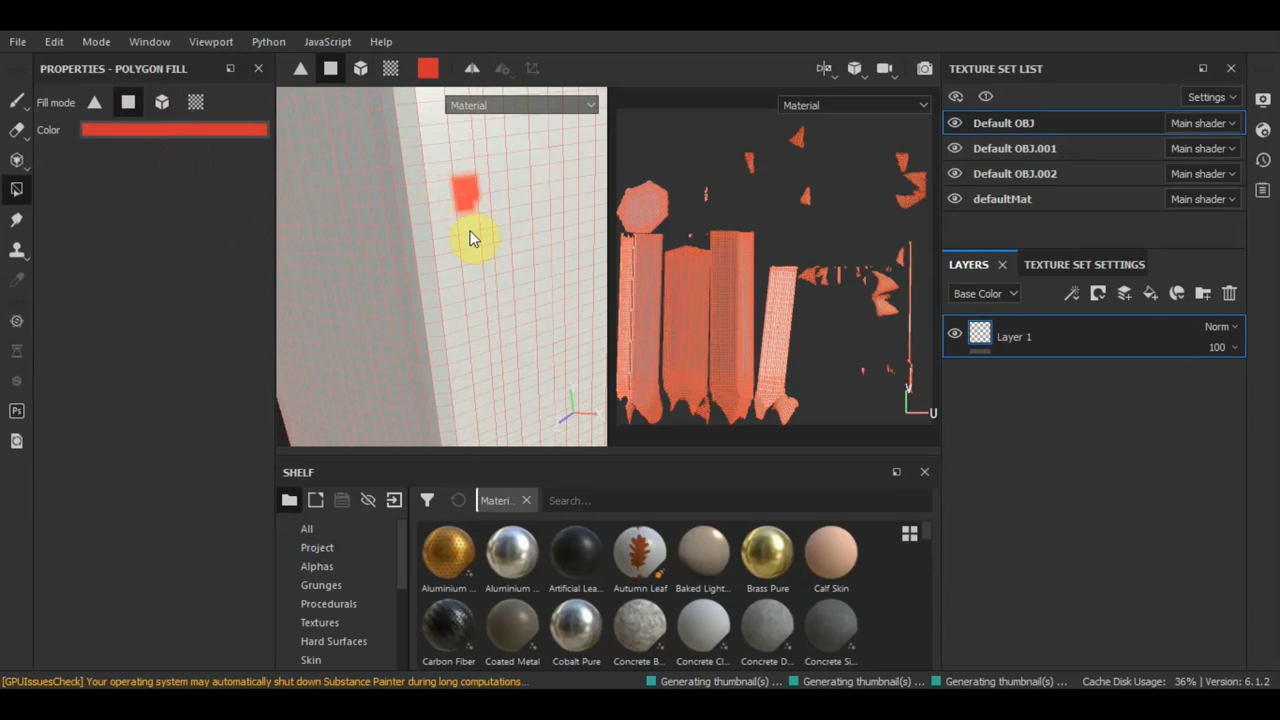 File Edit Mode Window Viewport Python JavaScript Help
PROPERTIES - POLYGON FILL
Fill mode
Color
Material
Material
V
U
TEXTURE SET LIST
Settings
Default OBJ Main shader
Default OBJ.001 Main shader
Default OBJ.002 Main shader
defaultMat Main shader
LAYERS TEXTURE SET SETTINGS
Base Color
Layer 1 Norm
100
Ps
SHELF
Materi... Search...
All
Project
Alphas
Grunges
Procedurals
Textures
Hard Surfaces
Skin
Aluminium ... Aluminium ... Artificial Lea... Autumn Leaf Baked Light... Brass Pure Calf Skin
Carbon Fiber Coated Metal Cobalt Pure Concrete B... Concrete Cl... Concrete D... Concrete Si...
[GPUIssuesCheck] Your operating system may automatically shut down Substance Painter during long computations... Generating thumbnail(s) ... Generating thumbnail(s) ... Generating thumbnail(s) ... Cache Disk Usage: 36% | Version: 6.1.2